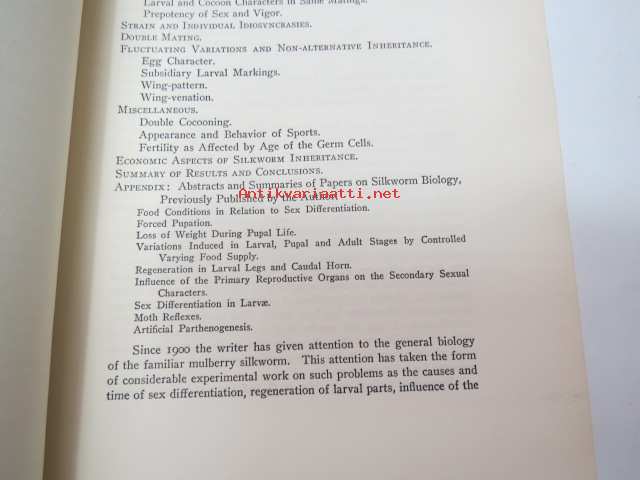 Larval and Cocoon Characters in Same Matings.
Prepotency of Sex and Vigor.
STRAIN AND INDIVIDUAL IDIOSYNCRASIES.
DOUBLE MATING.
FLUCTUATING VARIATIONS AND NON-ALTERNATIVE INHERITANCE.
Egg Character.
Subsidiary Larval Markings.
Wing-pattern.
Wing-venation.
MISCELLANEOUS.
Double Cocooning.
Appearance and Behavior of Sports.
Fertility as Affected by Age of the Germ Cells.
ECONOMIC ASPECTS OF SILKWORM INHERITANCE.
SUMMARY OF RESULTS AND CONCLUSIONS.
APPENDIX: Abstracts and Summaries of Papers on Silkworm Biology,
Previously Published by the Author.
Antikvariaatti.net
Food Conditions in Relation to Sex Differentiation.
Forced Pupation.
Loss of Weight During Pupal Life.
Variations Induced in Larval, Pupal and Adult Stages by Controlled
Varying Food Supply.
Regeneration in Larval Legs and Caudal Horn.
Influence of the Primary Reproductive Organs on the Secondary Sexual
Characters.
Sex Differentiation in Larvæ.
Moth Reflexes.
Artificial Parthenogenesis.
Since 1900 the writer has given attention to the general biology
of the familiar mulberry silkworm. This attention has taken the form
of considerable experimental work on such problems as the causes and
time of sex differentiation, regeneration of larval parts, influence of the